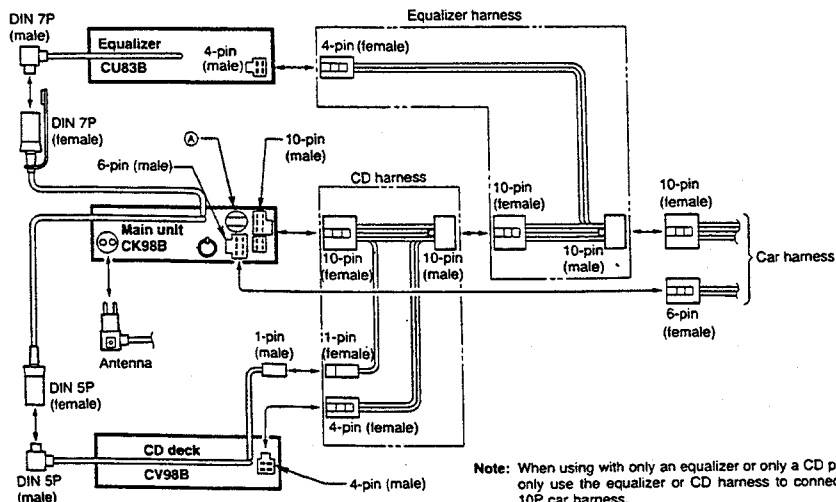 DIN 7P
(male)
Equalizer harness
Equalizer
CU83B
4-pin
(male)
4-pin (female)
DIN 7P
(female)
Ⓐ
10-pin
(male)
6-pin (male)
CD harness
Main unit
CK98B
10-pin
(female)
10-pin
(male)
10-pin
(female)
10-pin
(male)
10-pin
(female)
Car harness
6-pin
(female)
Antenna
1-pin
(male)
1-pin
(female)
DIN 5P
(female)
4-pin (female)
CD deck
CV98B
4-pin (male)
DIN 5P
(male)
Note: When using with only an equalizer or only a CD
only use the equalizer or CD harness to
10P car harness.